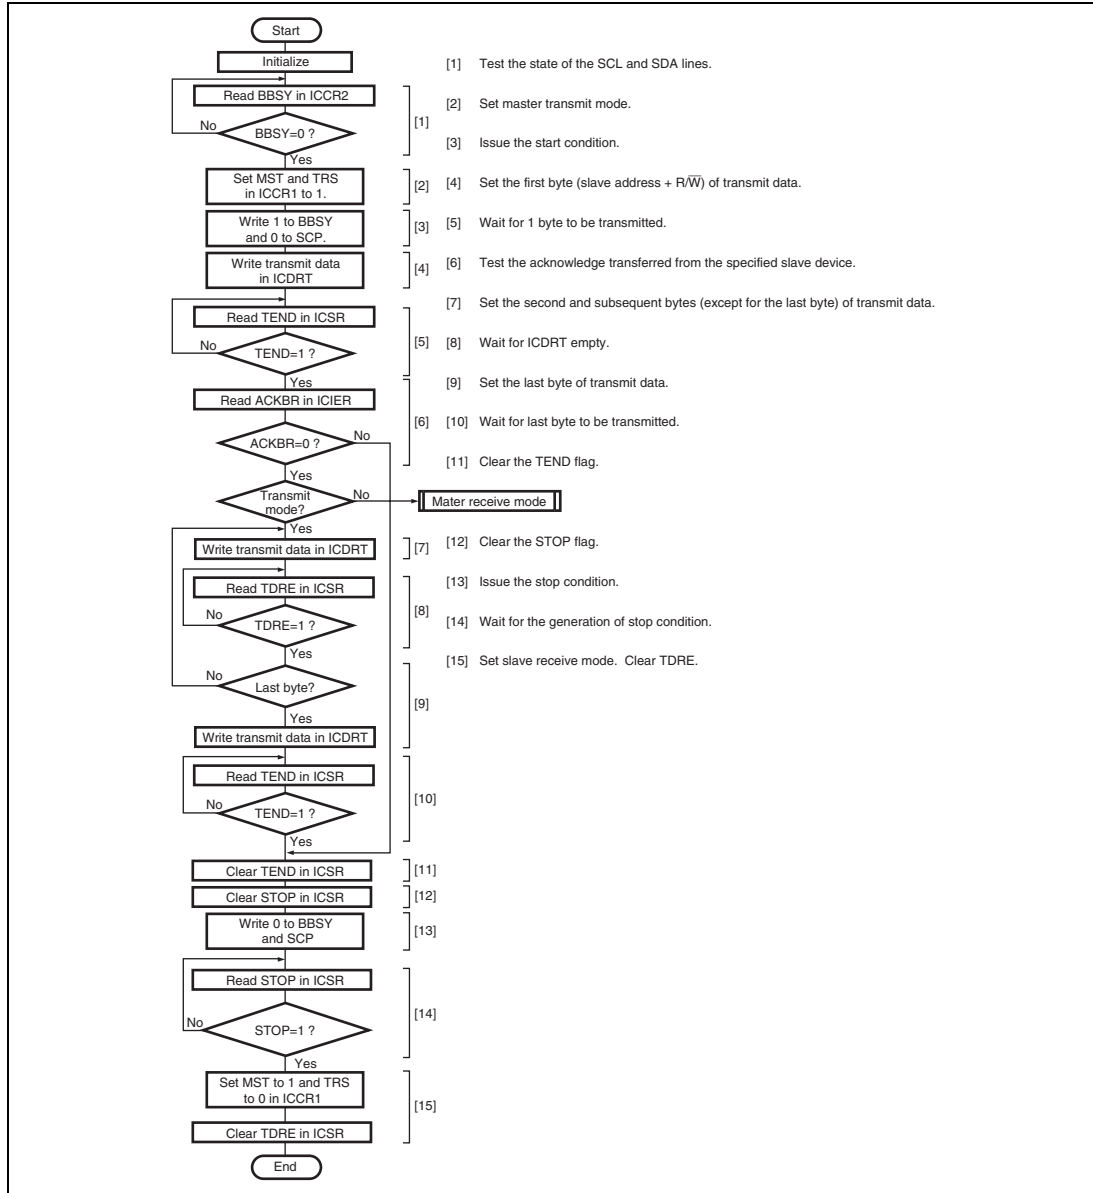 Start
Initialize
Read BBSY in ICCR2
No
BBSY=0 ?
[1]
Yes
Set MST and TRS
in ICCR1 to 1.
[2]
Write 1 to BBSY
and 0 to SCP.
[3]
Write transmit data
in ICDRT
[4]
Read TEND in ICSR
No
TEND=1 ?
[5]
Yes
Read ACKBR in ICIER
ACKBR=0 ?
No
[6]
Yes
Transmit
mode?
No
Mater receive mode
Yes
Write transmit data in ICDRT
[7]
Read TDRE in ICSR
No
TDRE=1 ?
[8]
Yes
No
Last byte?
[9]
Yes
Write transmit data in ICDRT
Read TEND in ICSR
No
TEND=1 ?
[10]
Yes
Clear TEND in ICSR
[11]
Clear STOP in ICSR
[12]
Write 0 to BBSY
and SCP
[13]
Read STOP in ICSR
No
STOP=1 ?
[14]
Yes
Set MST to 1 and TRS
to 0 in ICCR1
[15]
Clear TDRE in ICSR
End
[1] Test the state of the SCL and SDA lines.
[2] Set master transmit mode.
[3] Issue the start condition.
[4] Set the first byte (slave address + R/W̅) of transmit data.
[5] Wait for 1 byte to be transmitted.
[6] Test the acknowledge transferred from the specified slave device.
[7] Set the second and subsequent bytes (except for the last byte) of transmit data.
[8] Wait for ICDRT empty.
[9] Set the last byte of transmit data.
[10] Wait for last byte to be transmitted.
[11] Clear the TEND flag.
[12] Clear the STOP flag.
[13] Issue the stop condition.
[14] Wait for the generation of stop condition.
[15] Set slave receive mode. Clear TDRE.